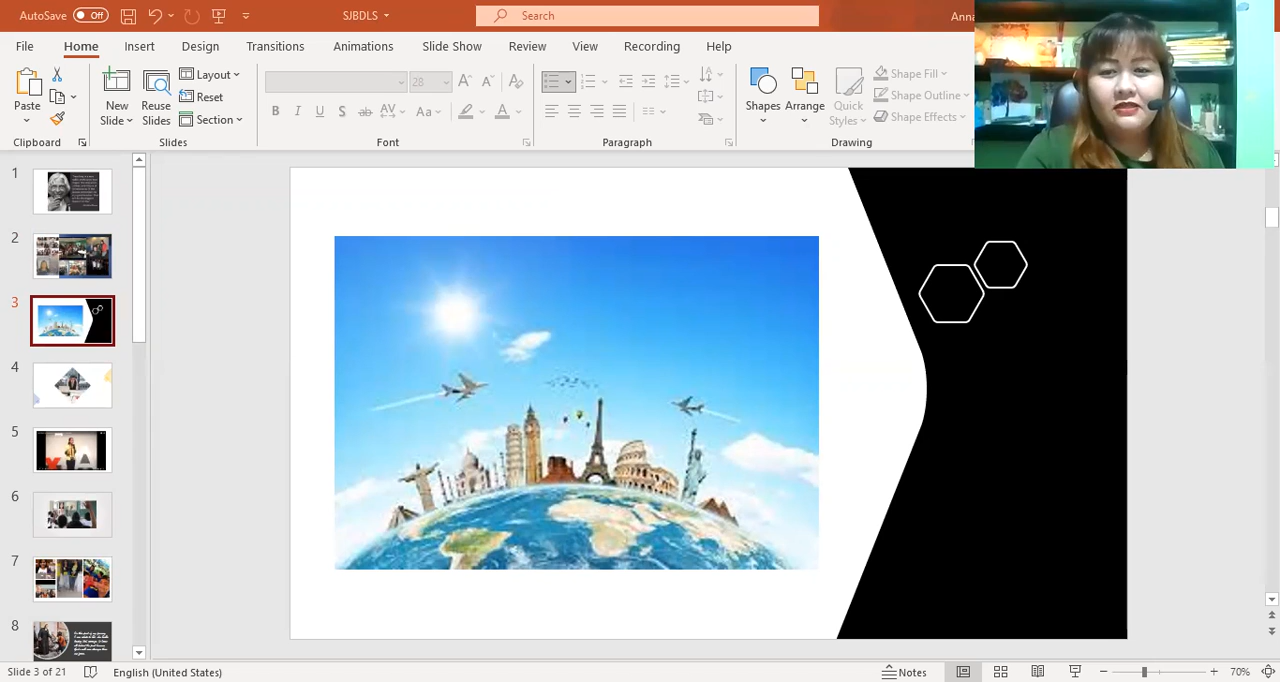 AutoSave Off SJBDLS Search Anna
File Home Insert Design Transitions Animations Slide Show Review View Recording Help
Paste
New Slide
Reuse Slides
Layout
Reset
Section
28
B I U S ab AV Aa A
Shapes Arrange Quick Styles
Shape Fill
Shape Outline
Shape Effects
Clipboard Slides Font Paragraph Drawing
1
2
3
4
5
6
7
8
Slide 3 of 21 English (United States) Notes 70%